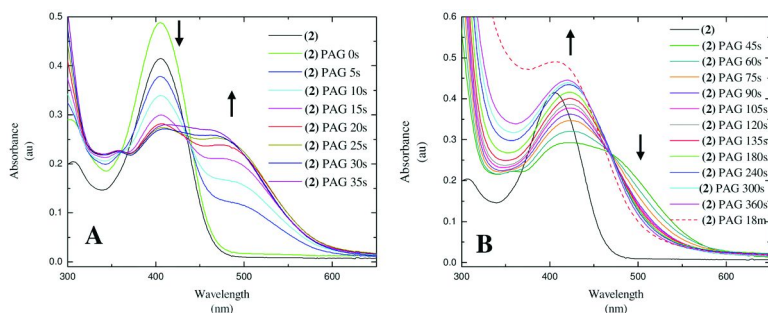 0.5
0.4
0.3
0.2
0.1
0.0
Absorbance
(au)
300
400
500
600
Wavelength
(nm)
A
(2)
(2) PAG 0s
(2) PAG 5s
(2) PAG 10s
(2) PAG 15s
(2) PAG 20s
(2) PAG 25s
(2) PAG 30s
(2) PAG 35s
0.6
0.5
0.4
0.3
0.2
0.1
0.0
Absorbance
(au)
300
400
500
600
Wavelength
(nm)
B
(2)
(2) PAG 45s
(2) PAG 60s
(2) PAG 75s
(2) PAG 90s
(2) PAG 105s
(2) PAG 120s
(2) PAG 135s
(2) PAG 180s
(2) PAG 240s
(2) PAG 300s
(2) PAG 360s
(2) PAG 18m